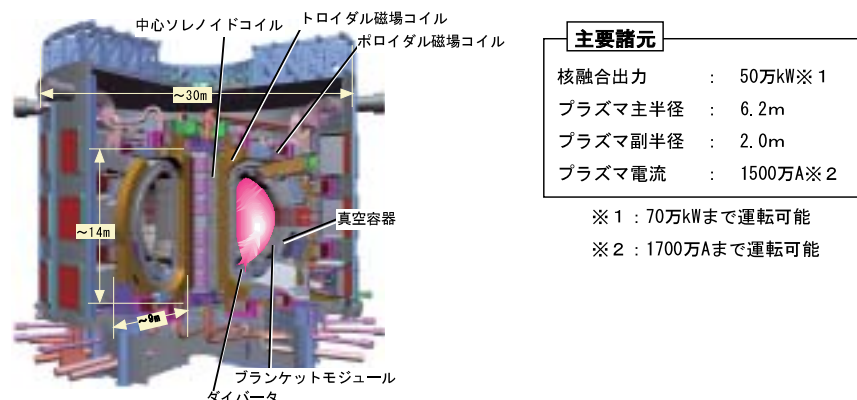 中心ソレノイドコイル
トロイダル磁場コイル
ポロイダル磁場コイル
~30m
~14m
~9m
真空容器
ブランケットモジュール
ダイバータ
主要諸元
核融合出力 : 50万kW※1
プラズマ主半径 : 6.2m
プラズマ副半径 : 2.0m
プラズマ電流 : 1500万A※2
※1：70万kWまで運転可能
※2：1700万Aまで運転可能